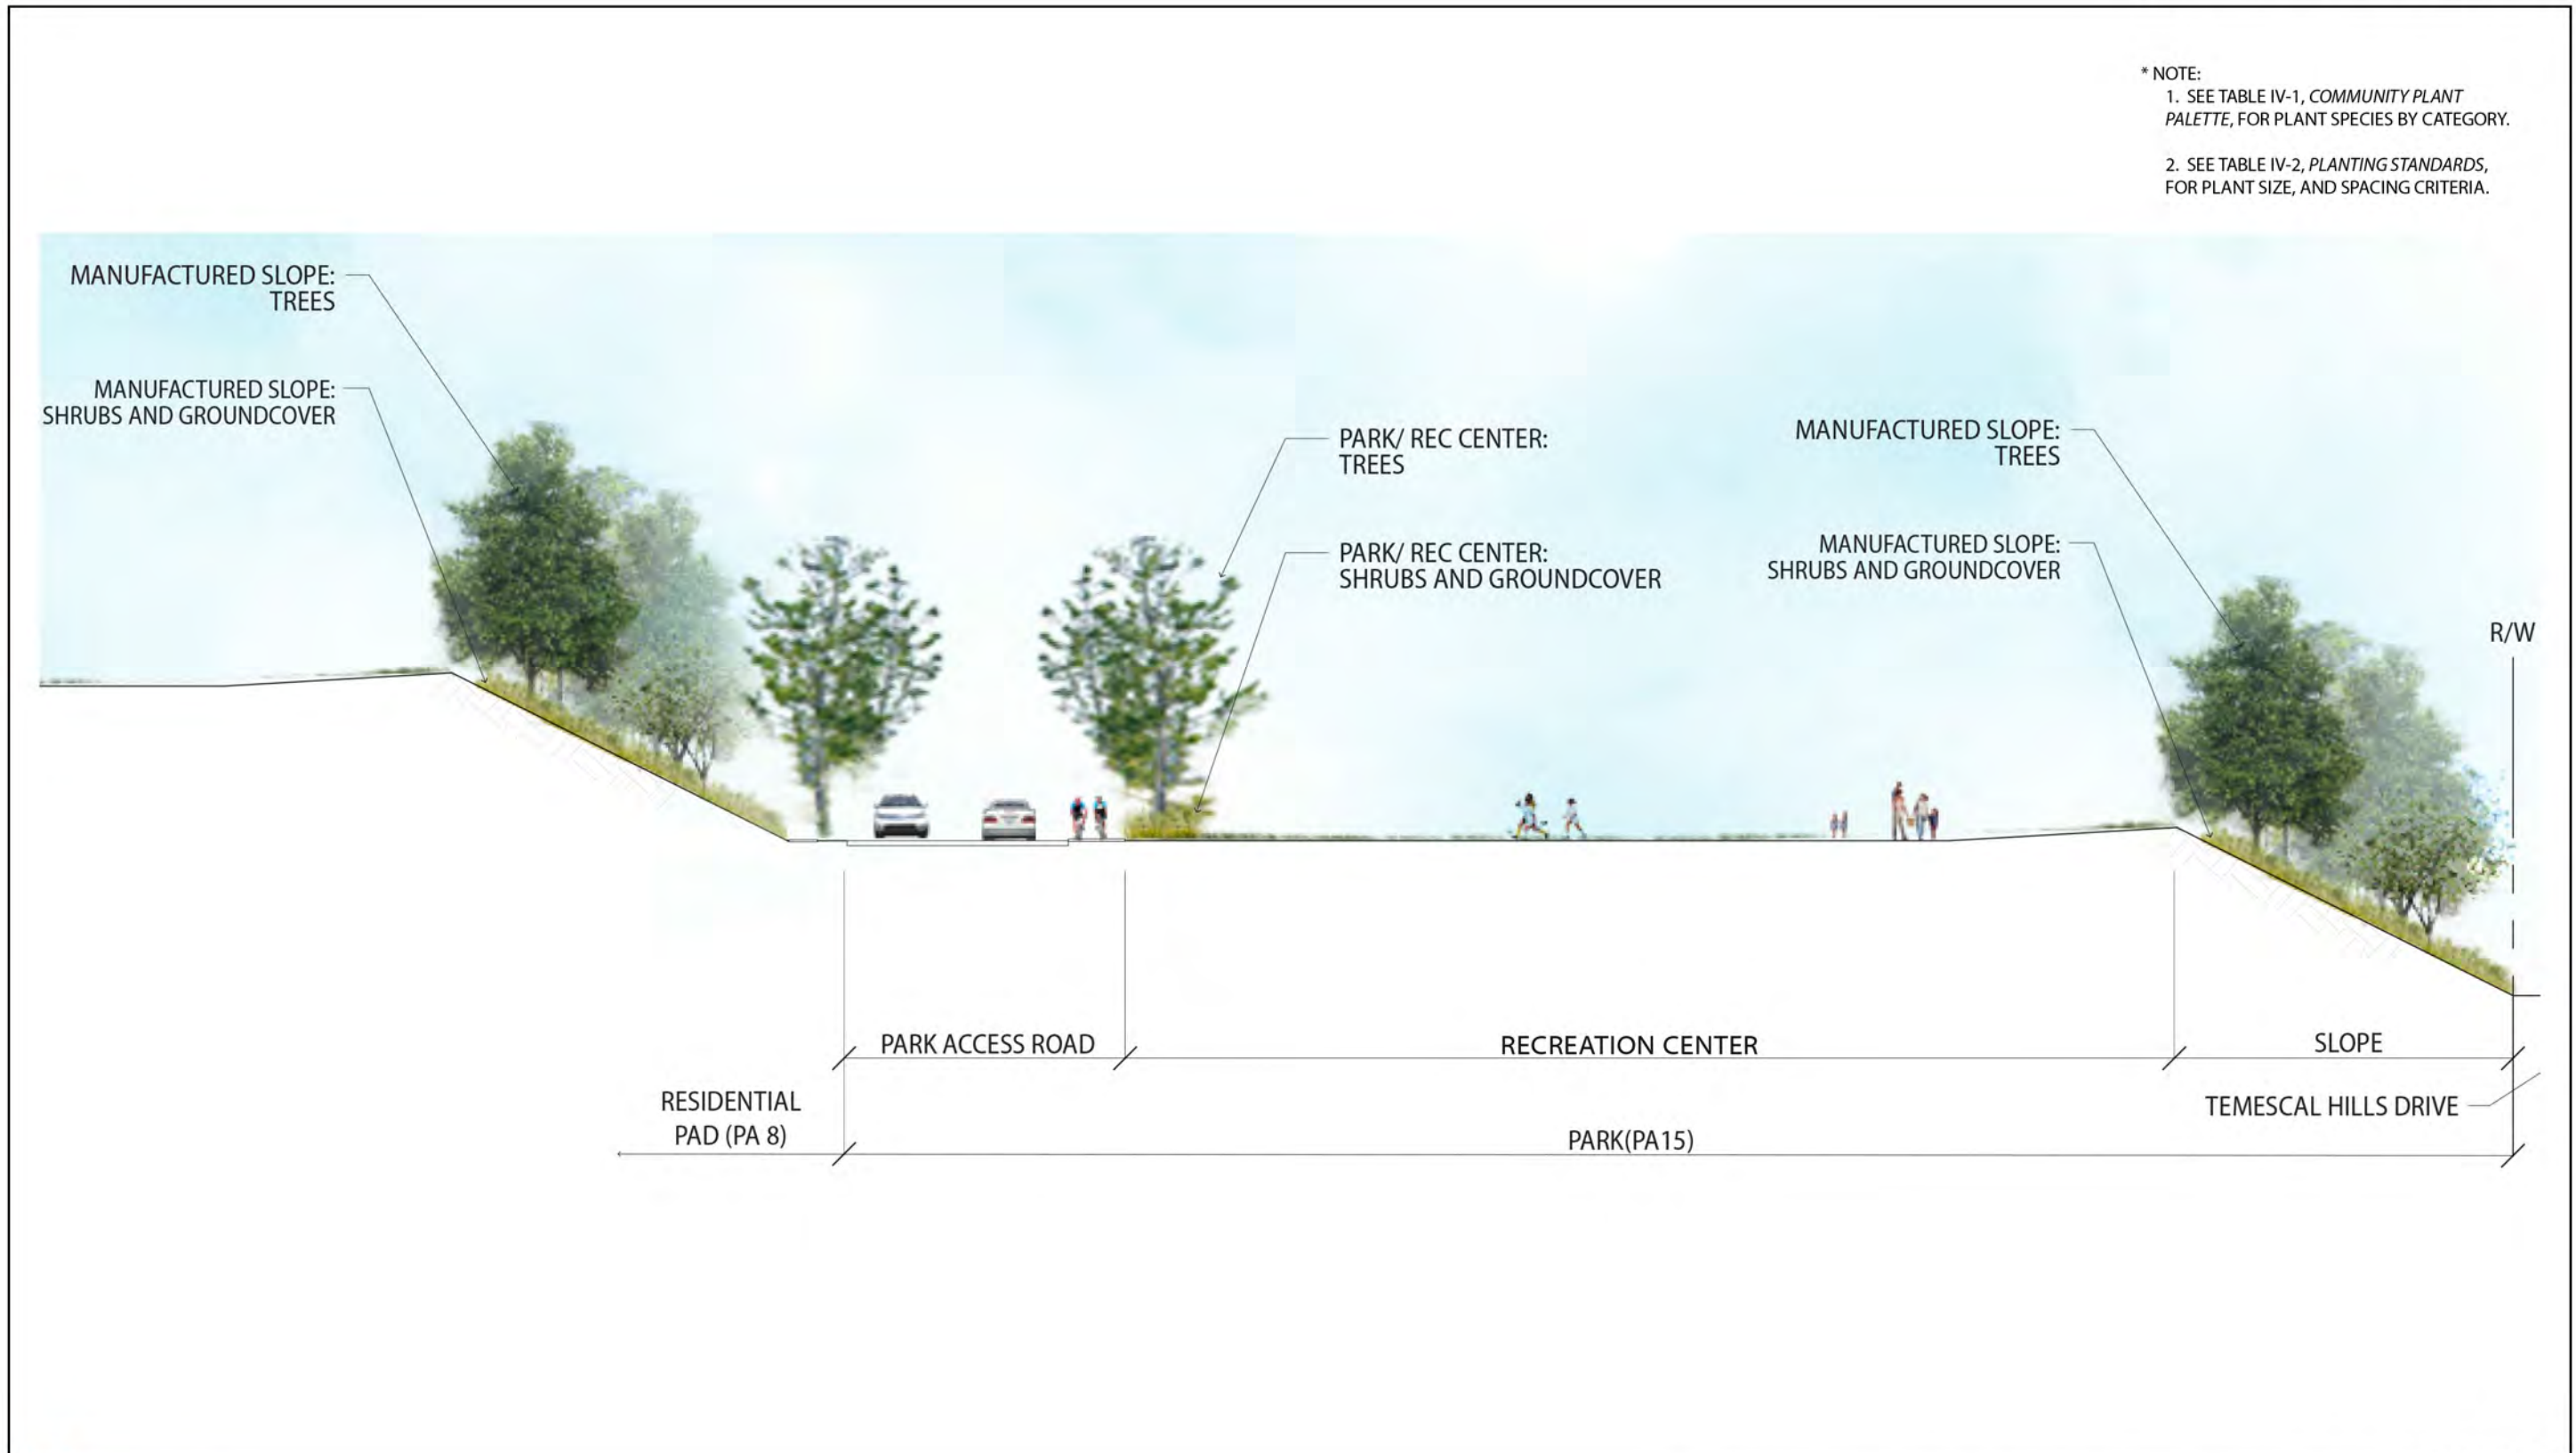 * NOTE:
1. SEE TABLE IV-1, COMMUNITY PLANT
PALETTE, FOR PLANT SPECIES BY CATEGORY.
2. SEE TABLE IV-2, PLANTING STANDARDS,
FOR PLANT SIZE, AND SPACING CRITERIA.
MANUFACTURED SLOPE:
TREES
MANUFACTURED SLOPE:
SHRUBS AND GROUNDCOVER
PARK/ REC CENTER:
TREES
PARK/ REC CENTER:
SHRUBS AND GROUNDCOVER
MANUFACTURED SLOPE:
TREES
MANUFACTURED SLOPE:
SHRUBS AND GROUNDCOVER
R/W
PARK ACCESS ROAD
RECREATION CENTER
SLOPE
RESIDENTIAL
PAD (PA 8)
TEMESCAL HILLS DRIVE
PARK(PA15)